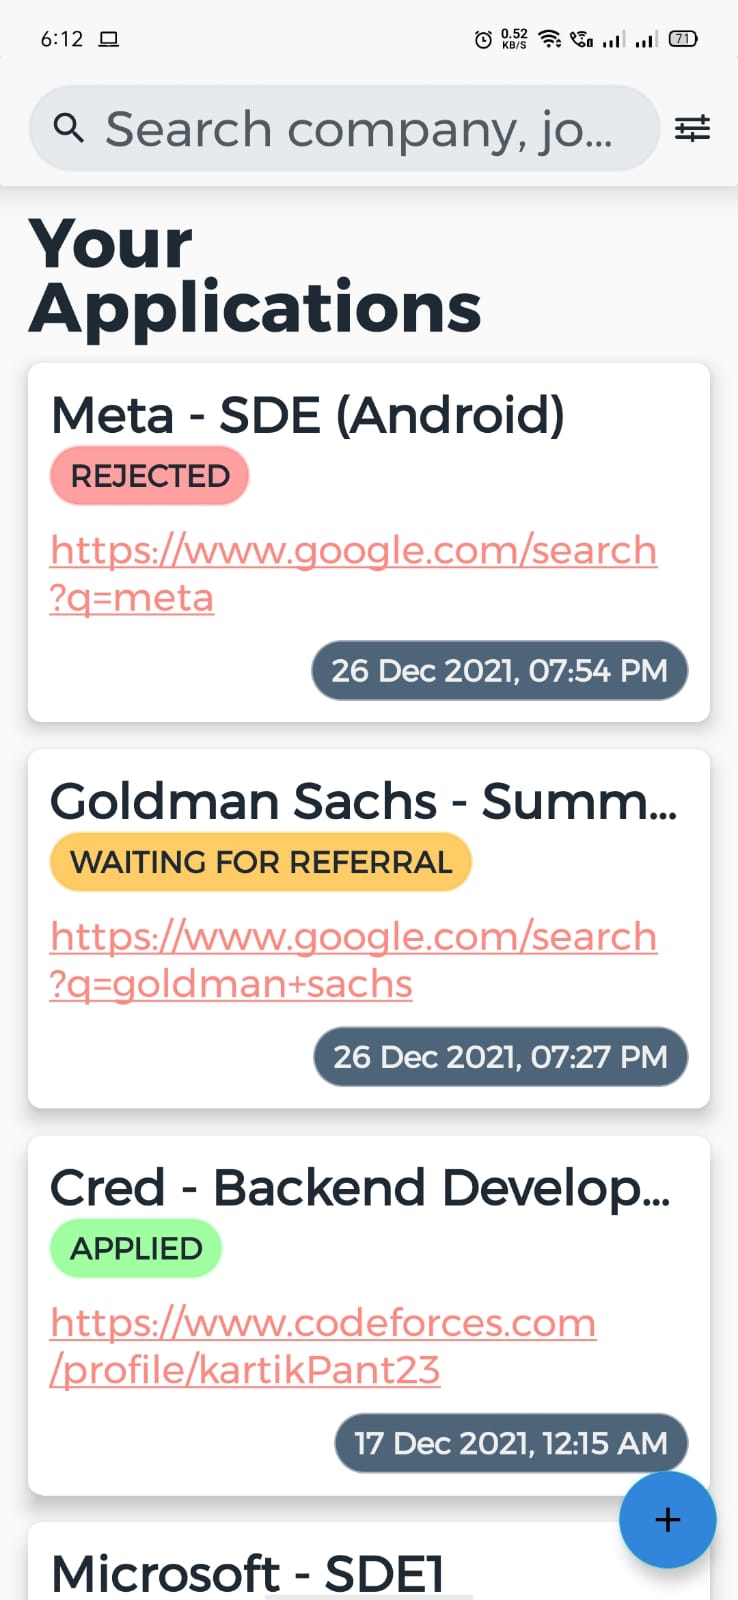 6:12
0.52
KB/S
71
Search company, jo...
Your
Applications
Meta - SDE (Android)
REJECTED
https://www.google.com/search
?q=meta
26 Dec 2021, 07:54 PM
Goldman Sachs - Summ...
WAITING FOR REFERRAL
https://www.google.com/search
?q=goldman+sachs
26 Dec 2021, 07:27 PM
Cred - Backend Develop...
APPLIED
https://www.codeforces.com
/profile/kartikPant23
17 Dec 2021, 12:15 AM
+
Microsoft - SDE1